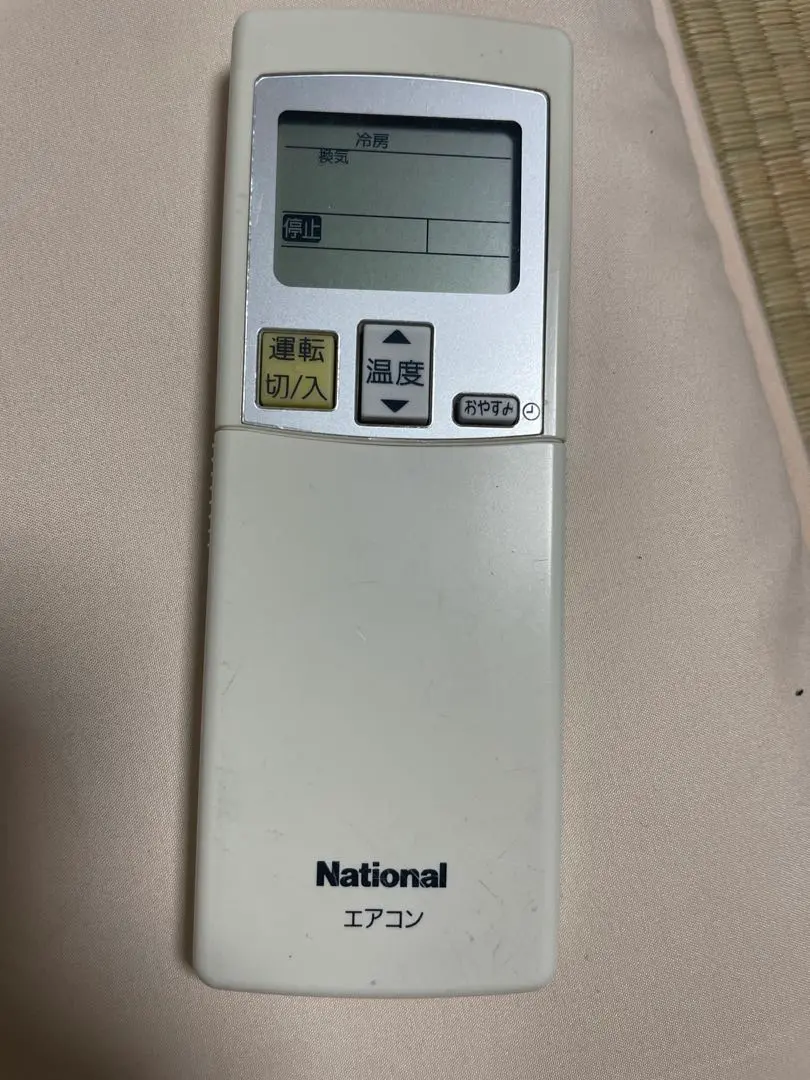 冷房
換気
停止
運転
切/入
温度
おやすみ
National
エアコン